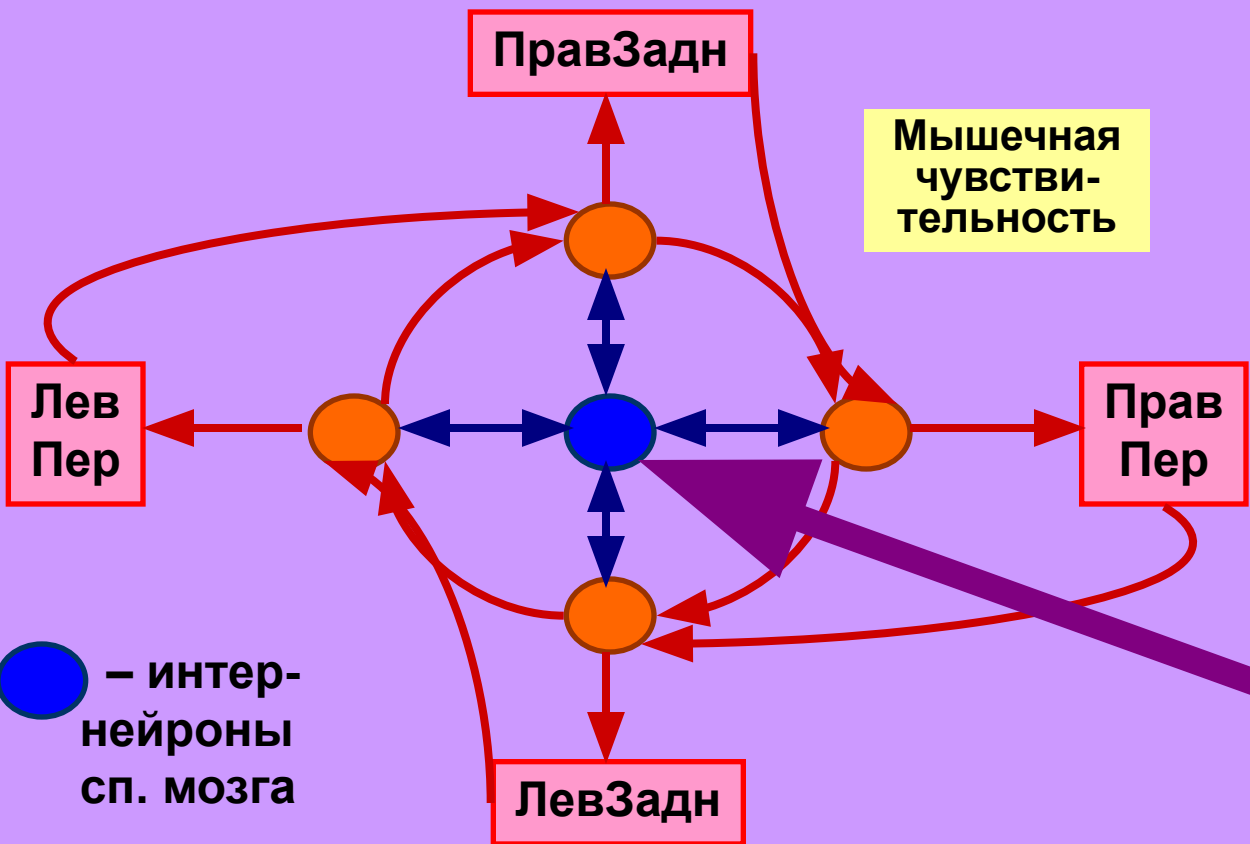 ПравЗадн
Мышечная
чувстви-
тельность
Лев
Пер
Прав
Пер
– интер-
нейроны
сп. мозга
ЛевЗадн